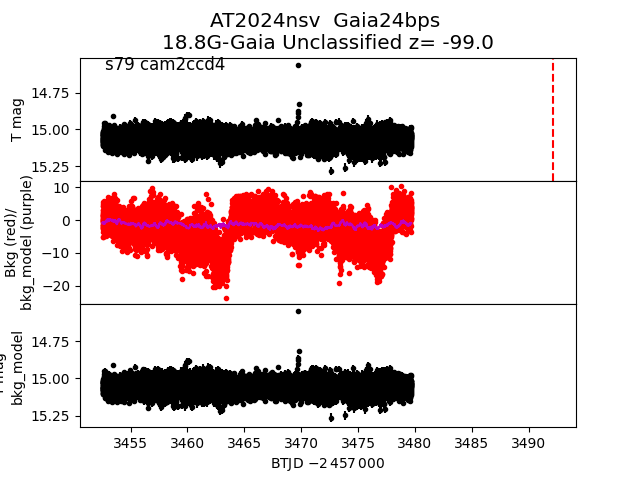 AT2024nsv  Gaia24bps
18.8G-Gaia Unclassified z= -99.0
s79 cam2ccd4
T mag
14.75
15.00
15.25
Bkg (red)/
bkg_model (purple)
10
0
−10
−20
bkg_model
14.75
15.00
15.25
3455 3460 3465 3470 3475 3480 3485 3490
BTJD −2 457 000